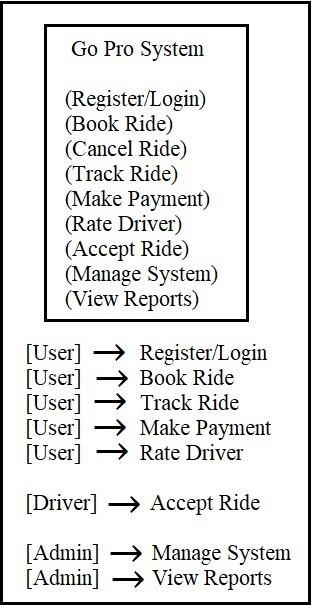 Go Pro System
(Register/Login)
(Book Ride)
(Cancel Ride)
(Track Ride)
(Make Payment)
(Rate Driver)
(Accept Ride)
(Manage System)
(View Reports)
[User] → Register/Login
[User] → Book Ride
[User] → Track Ride
[User] → Make Payment
[User] → Rate Driver
[Driver] → Accept Ride
[Admin] → Manage System
[Admin] → View Reports